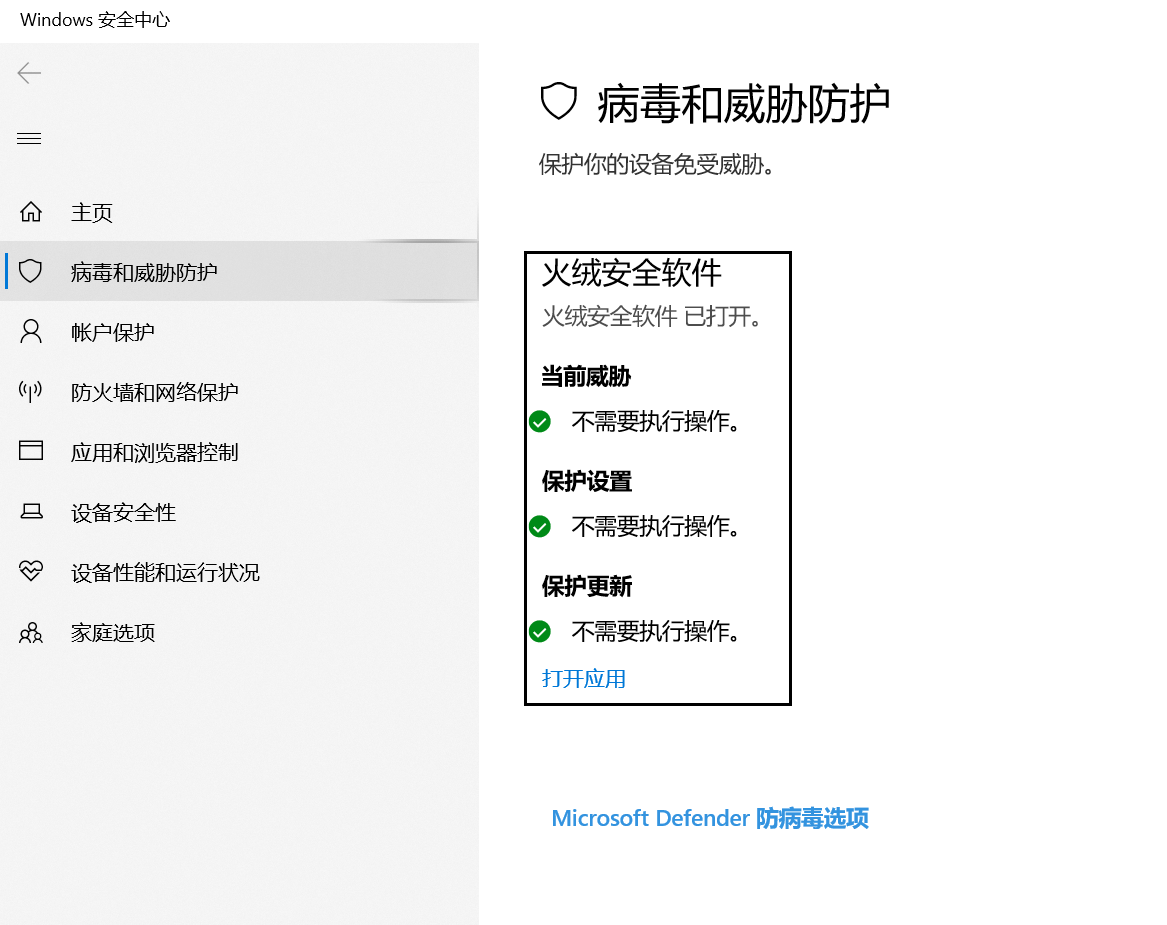 Windows 安全中心
主页
病毒和威胁防护
帐户保护
防火墙和网络保护
应用和浏览器控制
设备安全性
设备性能和运行状况
家庭选项
病毒和威胁防护
保护你的设备免受威胁。
火绒安全软件
火绒安全软件 已打开。
当前威胁
不需要执行操作。
保护设置
不需要执行操作。
保护更新
不需要执行操作。
打开应用
Microsoft Defender 防病毒选项